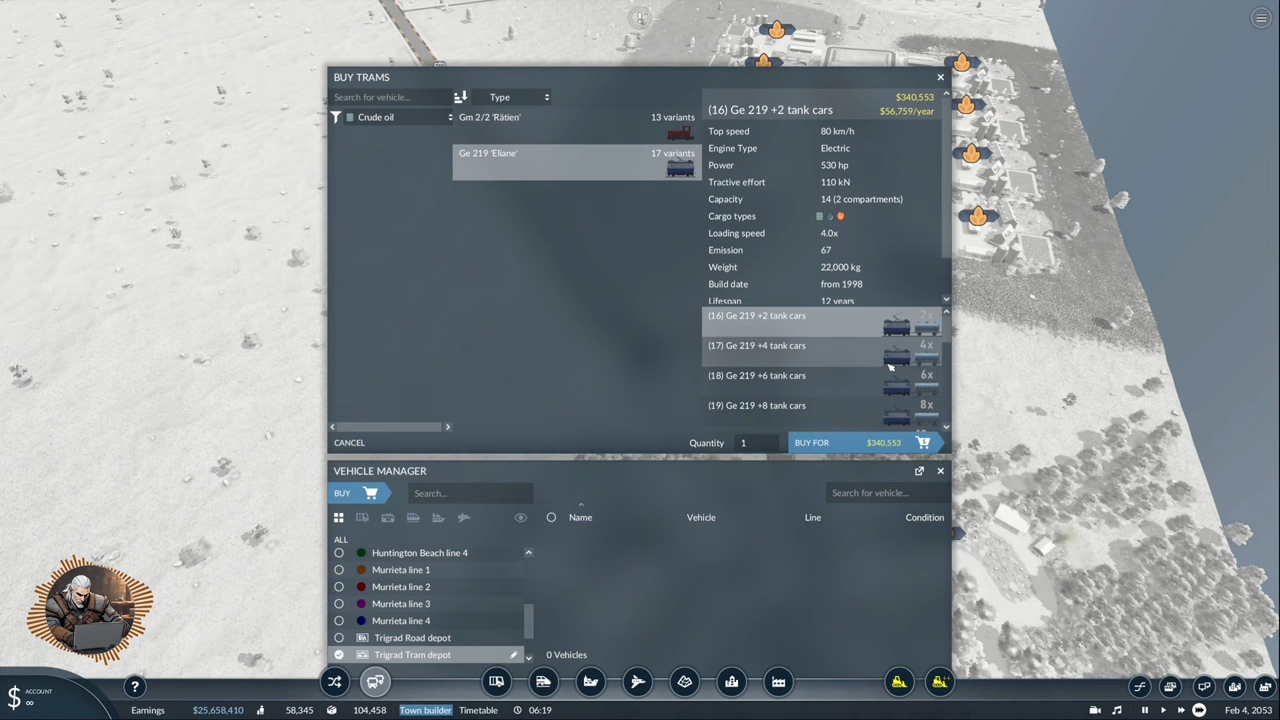 BUY TRAMS
Search for vehicle...
Type
Crude oil
Gm 2/2 'Rätien'
13 variants
Ge 219 'Eliane'
17 variants
$340,553
(16) Ge 219 +2 tank cars
$56,759/year
Top speed 80 km/h
Engine Type Electric
Power 530 hp
Tractive effort 110 kN
Capacity 14 (2 compartments)
Cargo types
Loading speed 4.0x
Emission 67
Weight 22,000 kg
Build date from 1998
Lifespan 12 years
(16) Ge 219 +2 tank cars 2x
(17) Ge 219 +4 tank cars 4x
(18) Ge 219 +6 tank cars 6x
(19) Ge 219 +8 tank cars 8x
CANCEL
Quantity 1
BUY FOR $340,553
VEHICLE MANAGER
BUY
Search...
Search for vehicle...
Name Vehicle Line Condition
ALL
Huntington Beach line 4
Murrieta line 1
Murrieta line 2
Murrieta line 3
Murrieta line 4
Trigrad Road depot
Trigrad Tram depot
0 Vehicles
$ ACCOUNT
?
Earnings $25,658,410 58,345 104,458 Town builder Timetable 06:19 Feb 4, 2053